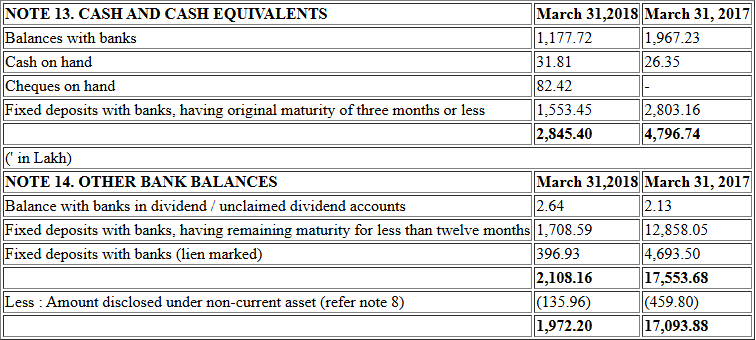 NOTE 13. CASH AND CASH EQUIVALENTS March 31,2018 March 31, 2017
Balances with banks 1,177.72 1,967.23
Cash on hand 31.81 26.35
Cheques on hand 82.42 -
Fixed deposits with banks, having original maturity of three months or less 1,553.45 2,803.16
2,845.40 4,796.74
(' in Lakh)
NOTE 14. OTHER BANK BALANCES March 31,2018 March 31, 2017
Balance with banks in dividend / unclaimed dividend accounts 2.64 2.13
Fixed deposits with banks, having remaining maturity for less than twelve months 1,708.59 12,858.05
Fixed deposits with banks (lien marked) 396.93 4,693.50
2,108.16 17,553.68
Less : Amount disclosed under non-current asset (refer note 8) (135.96) (459.80)
1,972.20 17,093.88